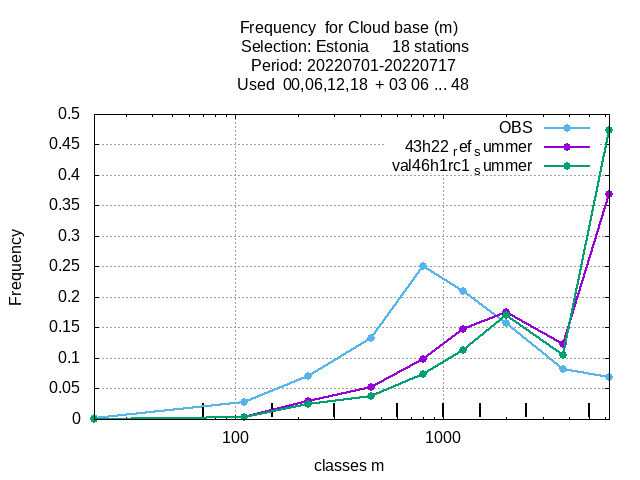 Frequency for Cloud base (m)
Selection: Estonia 18 stations
Period: 20220701-20220717
Used 00,06,12,18 + 03 06 ... 48
0.5
0.45
0.4
0.35
0.3
0.25
0.2
0.15
0.1
0.05
0
Frequency
OBS
43h22 ref summer
val46h1rc1 summer
100
1000
classes m